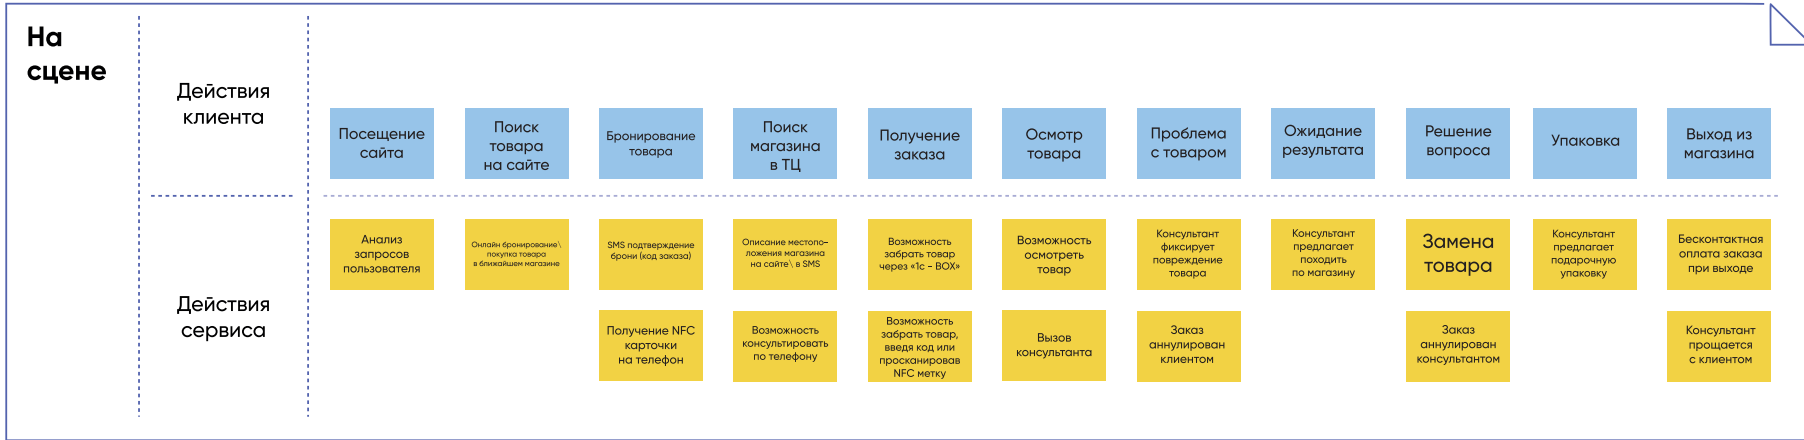 На
сцене
Действия
клиента
Посещение
сайта
Поиск
товара
на сайте
Бронирование
товара
Поиск
магазина
в ТЦ
Получение
заказа
Осмотр
товара
Проблема
с товаром
Ожидание
результата
Решение
вопроса
Упаковка
Выход из
магазина
Действия
сервиса
Анализ
запросов
пользователя
Онлайн бронирование\
покупка товара
в ближайшем магазине
SMS подтверждение
брони (код заказа)
Описание местопо-
ложения магазина
на сайте\ в SMS
Возможность
забрать товар
через «1с - BOX»
Возможность
осмотреть
товар
Консультант
фиксирует
повреждение
товара
Консультант
предлагает
походить
по магазину
Замена
товара
Консультант
предлагает
подарочную
упаковку
Бесконтактная
оплата заказа
при выходе
Получение NFC
карточки
на телефон
Возможность
консультировать
по телефону
Возможность
забрать товар,
введя код или
просканировав
NFC метку
Вызов
консультанта
Заказ
аннулирован
клиентом
Заказ
аннулирован
консультантом
Консультант
прощается
с клиентом